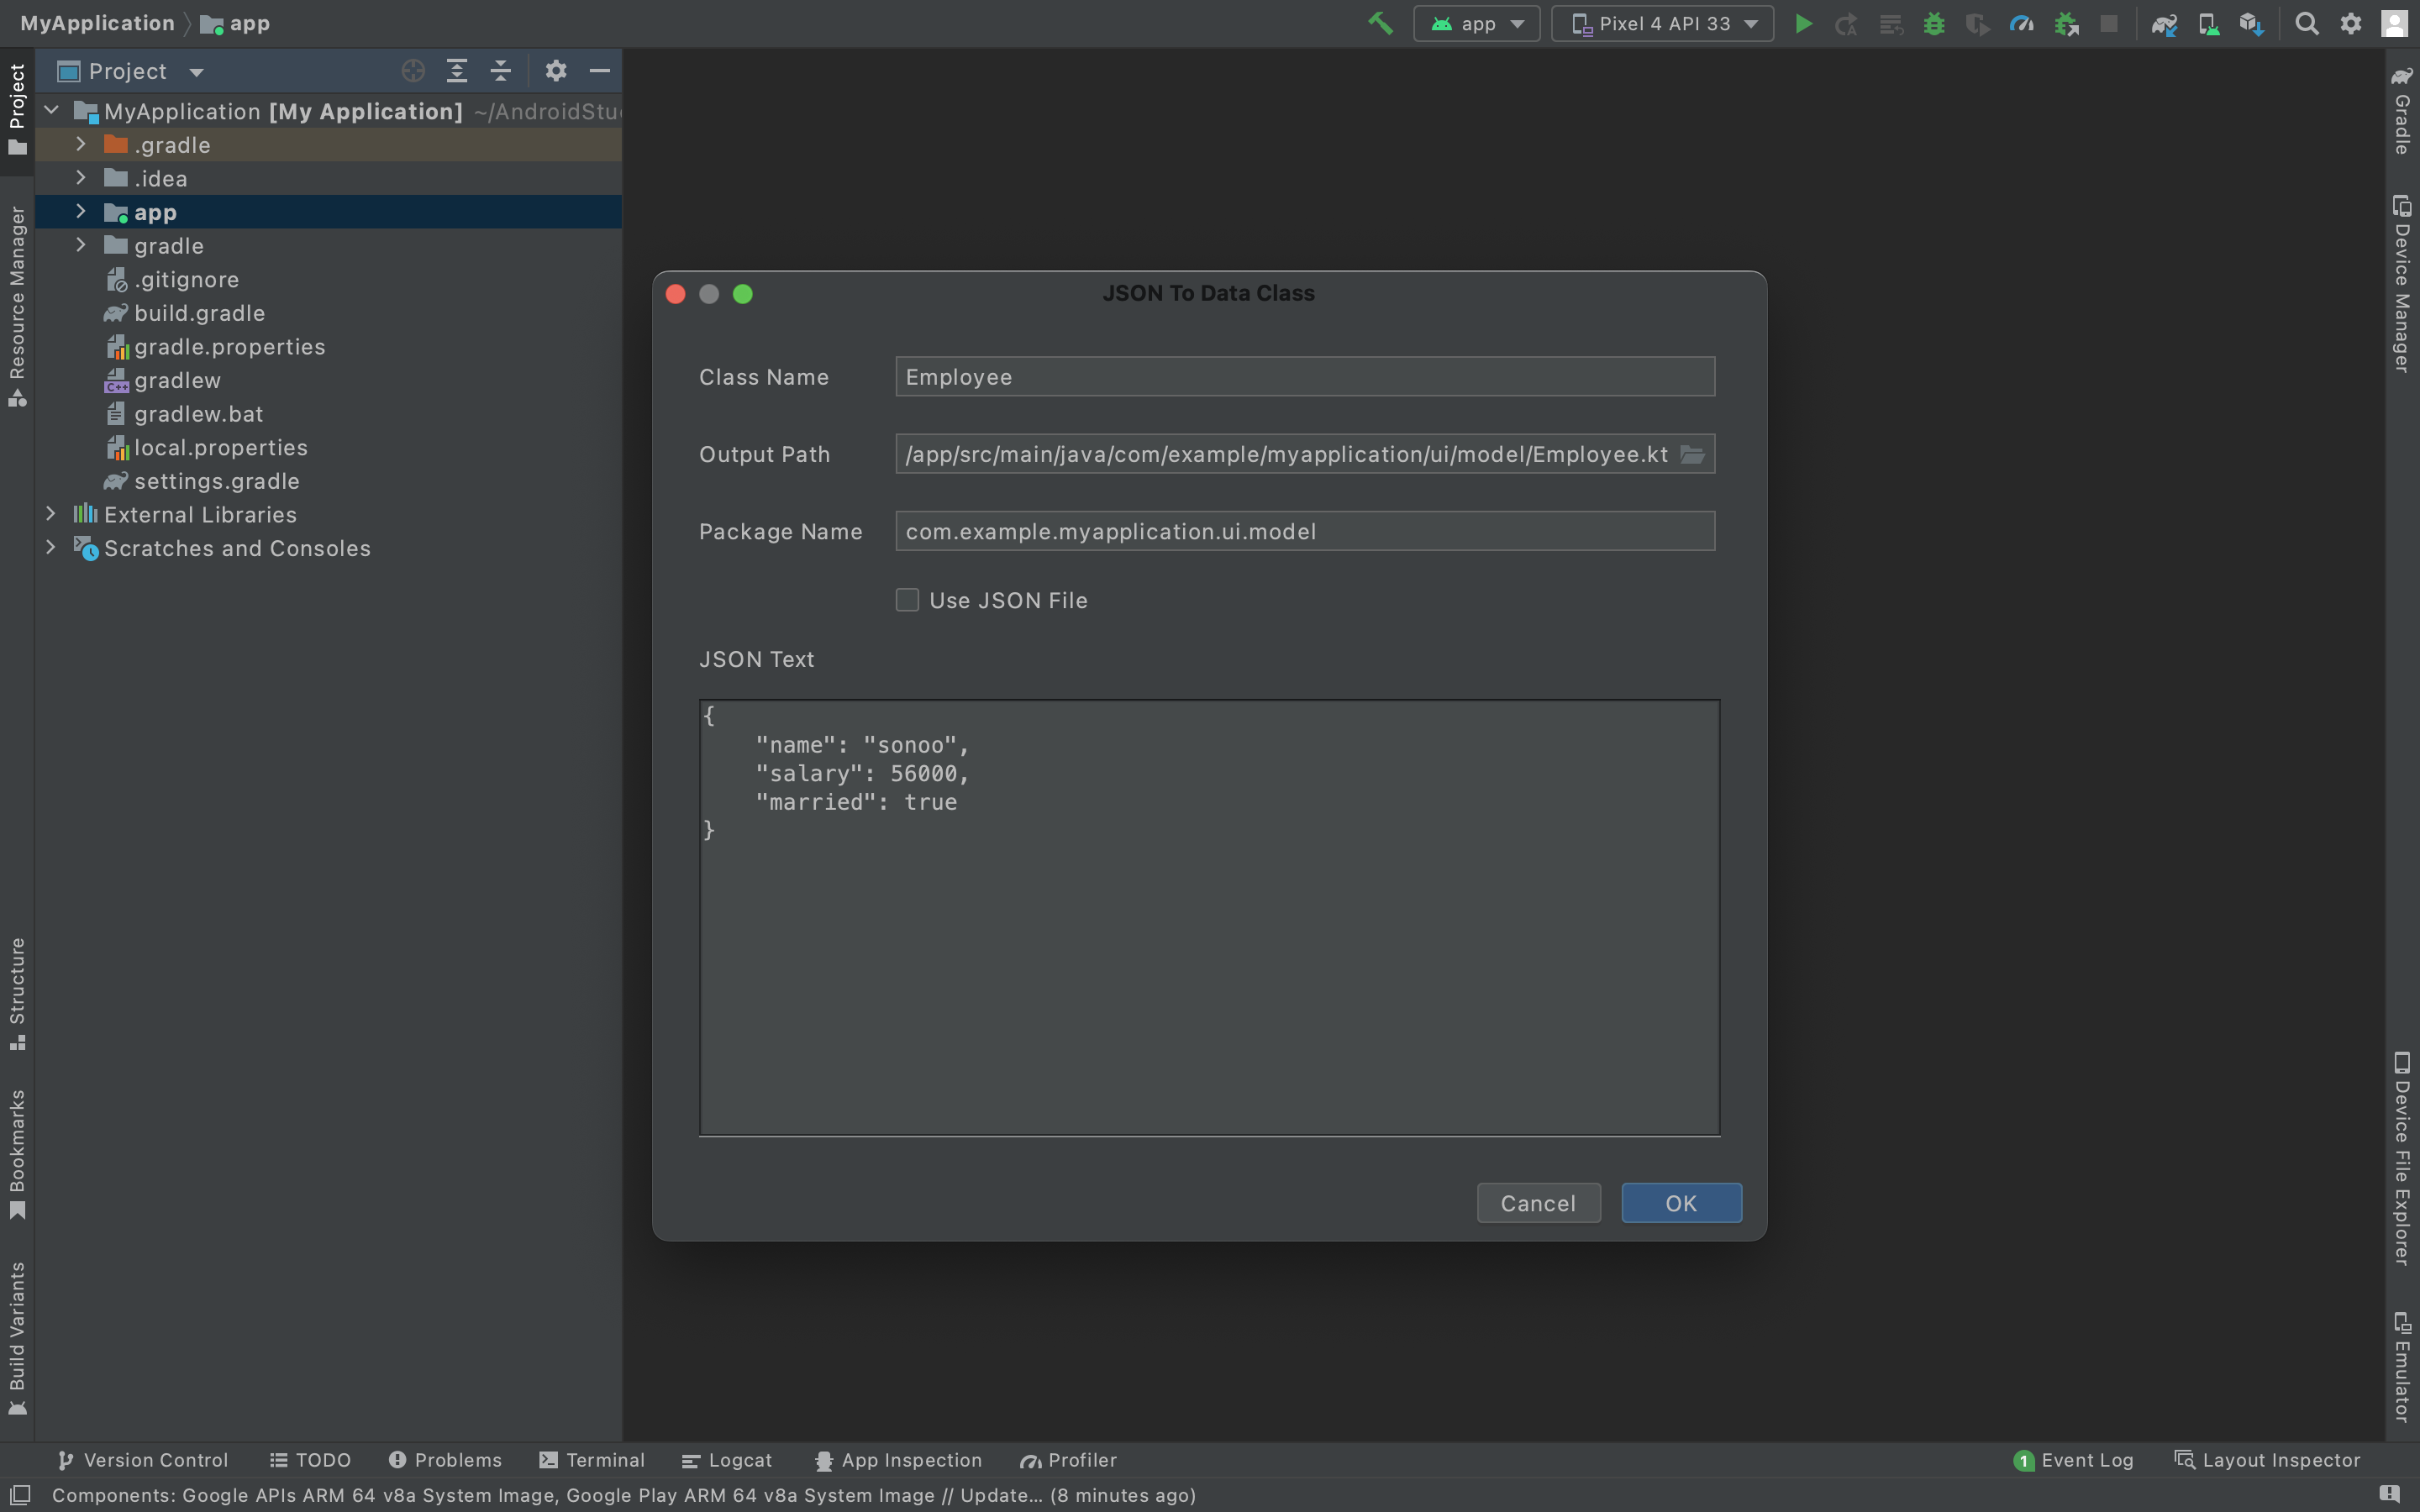 MyApplication app
app
Pixel 4 API 33
Project
Project
MyApplication [My Application] ~/AndroidStu
.gradle
.idea
app
gradle
.gitignore
build.gradle
gradle.properties
C++ gradlew
gradlew.bat
local.properties
settings.gradle
External Libraries
Scratches and Consoles
Resource Manager
Structure
Bookmarks
Build Variants
JSON To Data Class
Class Name Employee
Output Path /app/src/main/java/com/example/myapplication/ui/model/Employee.kt
Package Name com.example.myapplication.ui.model
Use JSON File
JSON Text
{
"name": "sonoo",
"salary": 56000,
"married": true
}
Cancel OK
Gradle
Device Manager
Device File Explorer
Emulator
Version Control TODO Problems Terminal Logcat App Inspection Profiler 1 Event Log Layout Inspector
Components: Google APIs ARM 64 v8a System Image, Google Play ARM 64 v8a System Image // Update... (8 minutes ago)